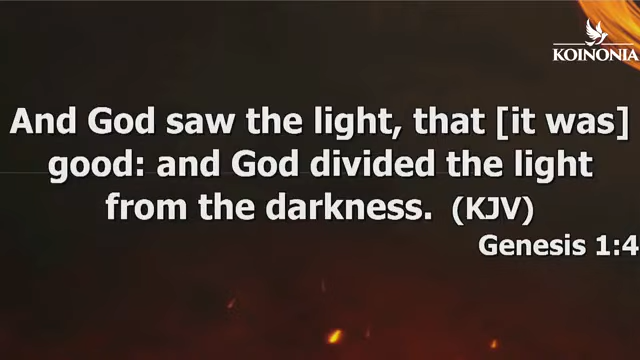 KOINONIA
And God saw the light, that [it was]
good: and God divided the light
from the darkness. (KJV)
Genesis 1:4